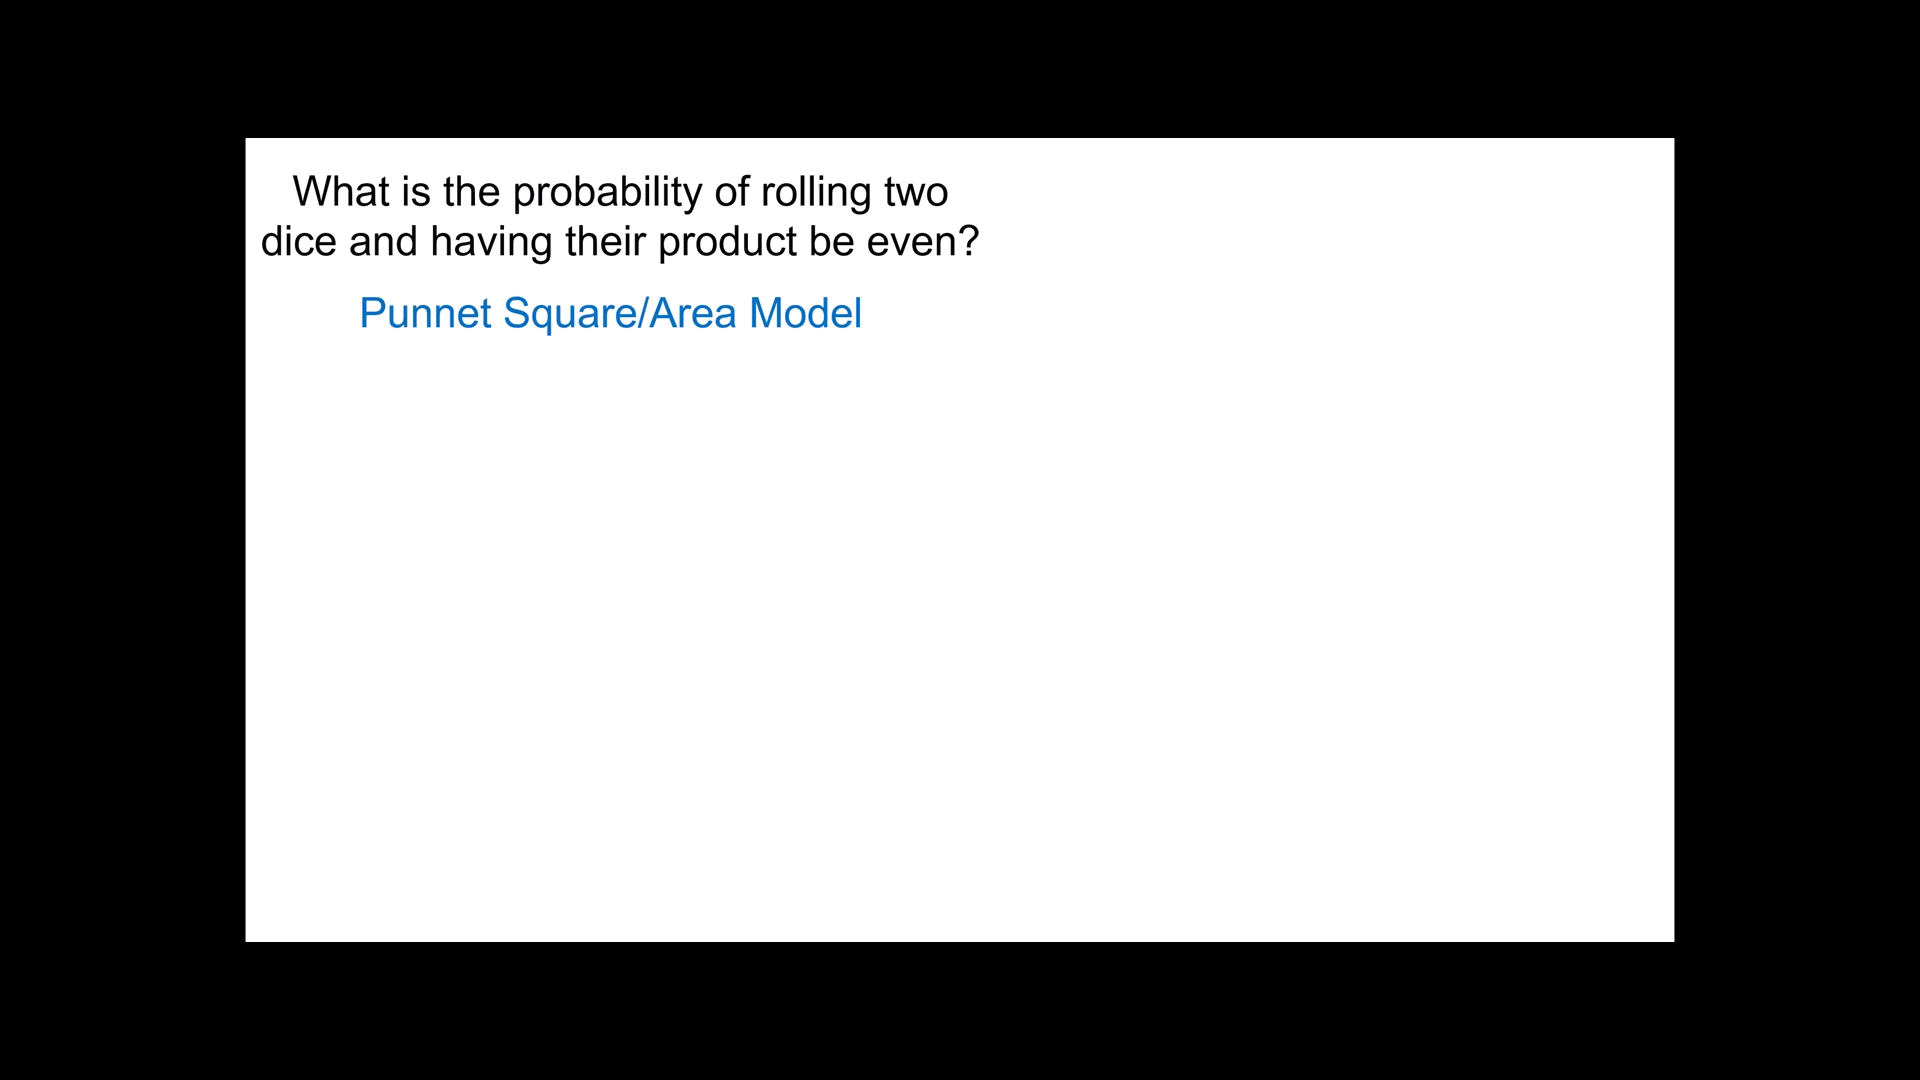 What is the probability of rolling two
dice and having their product be even?
Punnet Square/Area Model